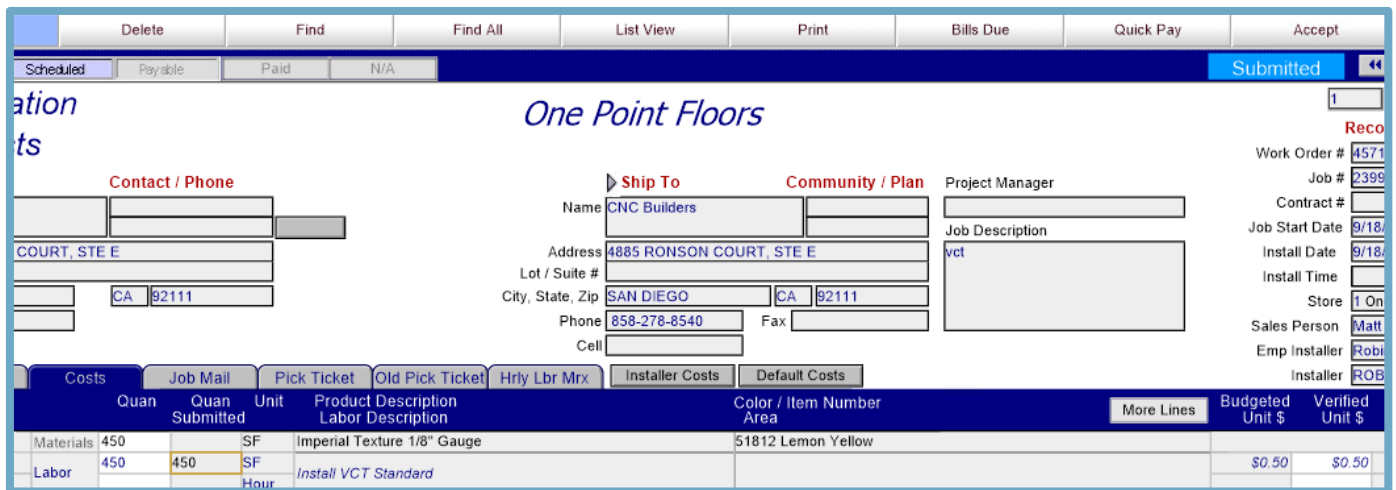 Delete Find Find All List View Print Bills Due Quick Pay Accept
Scheduled Payable Paid N/A Submitted
ation One Point Floors 1
sts Reco
Work Order # 4571
Contact / Phone Ship To Community / Plan Project Manager Job # 2399
Name CNC Builders Contract #
Job Description Job Start Date 9/18/
COURT, STE E Address 4885 RONSON COURT, STE E vct Install Date 9/18/
Lot / Suite # Install Time
CA 92111 City, State, Zip SAN DIEGO CA 92111 Store 1 On
Phone 858-278-8540 Fax Sales Person Matt
Cell Emp Installer Robi
Costs Job Mail Pick Ticket Old Pick Ticket Hrly Lbr Mrx Installer Costs Default Costs Installer ROB
Quan Quan Unit Product Description Color / Item Number More Lines Budgeted Verified
Submitted Labor Description Area Unit $ Unit $
Materials 450 SF Imperial Texture 1/8" Gauge 51812 Lemon Yellow
Labor 450 450 SF Install VCT Standard $0.50 $0.50
Hour